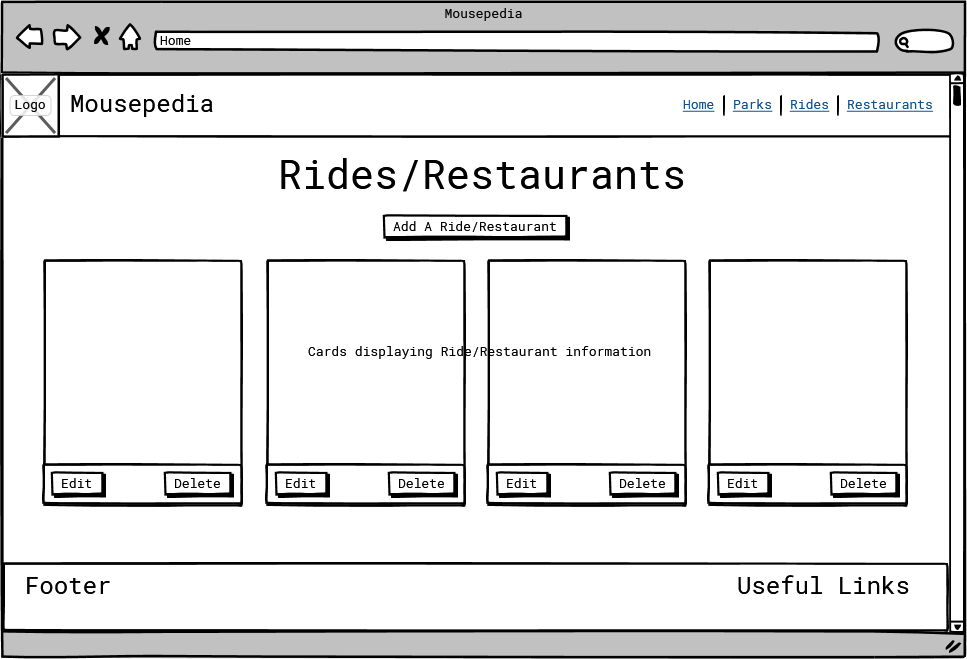 Mousepedia
Home
Logo
Mousepedia
Home | Parks | Rides | Restaurants
Rides/Restaurants
Add A Ride/Restaurant
Cards displaying Ride/Restaurant information
Edit Delete Edit Delete Edit Delete Edit Delete
Footer
Useful Links